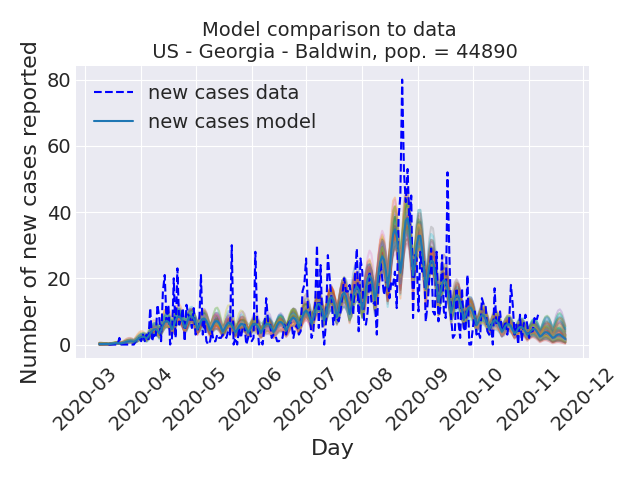 Model comparison to data
US - Georgia - Baldwin, pop. = 44890
Number of new cases reported
80
60
40
20
0
new cases data
new cases model
2020-03
2020-04
2020-05
2020-06
2020-07
2020-08
2020-09
2020-10
2020-11
2020-12
Day